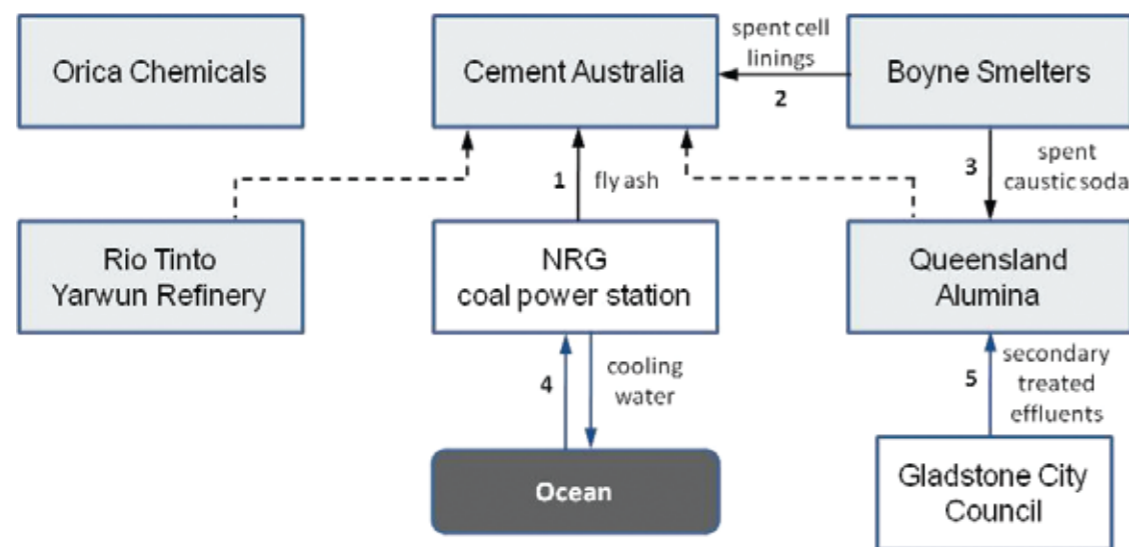 Orica Chemicals
Cement Australia
spent cell
linings
2
Boyne Smelters
1
fly ash
3
spent
caustic soda
Rio Tinto
Yarwun Refinery
NRG
coal power station
Queensland
Alumina
4
cooling
water
5
secondary
treated
effluents
Ocean
Gladstone City
Council